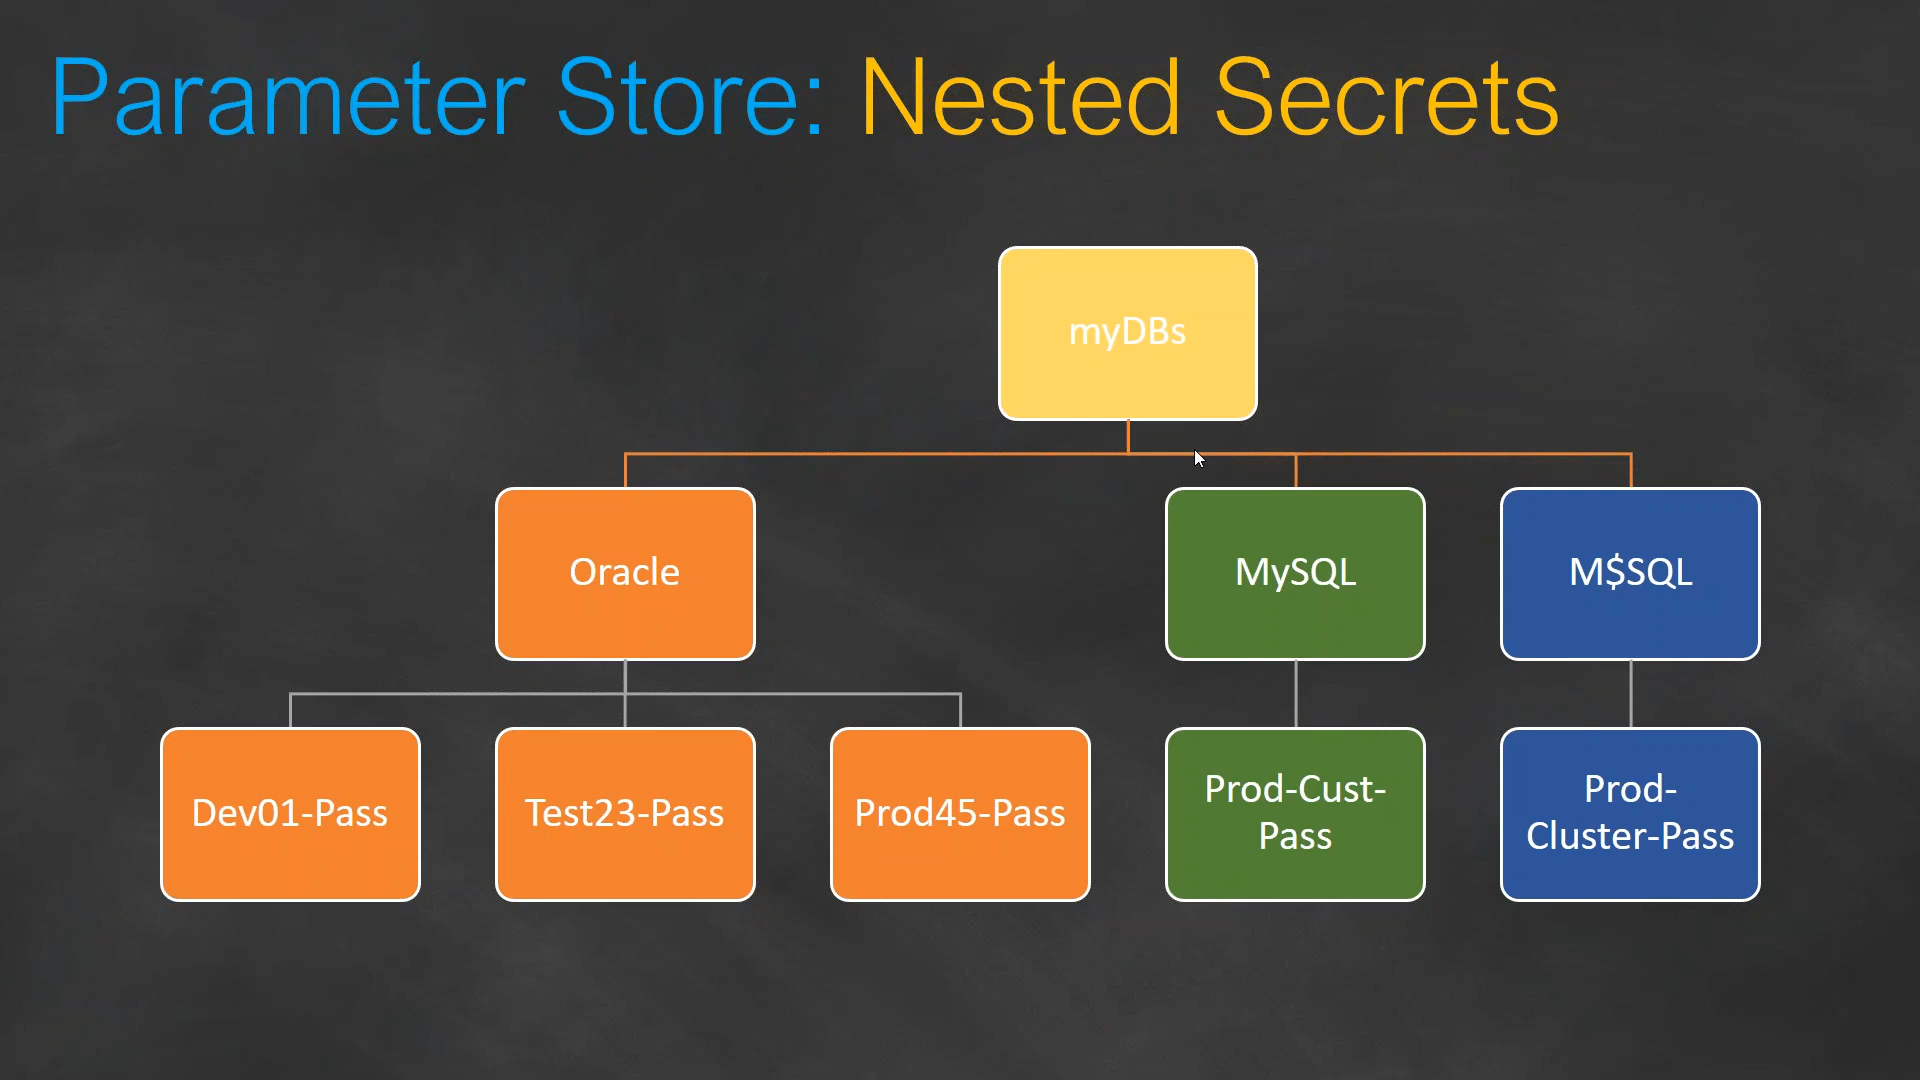 Parameter Store: Nested Secrets
myDBs
Oracle
MySQL
M$SQL
Dev01-Pass
Test23-Pass
Prod45-Pass
Prod-Cust-
Pass
Prod-
Cluster-Pass